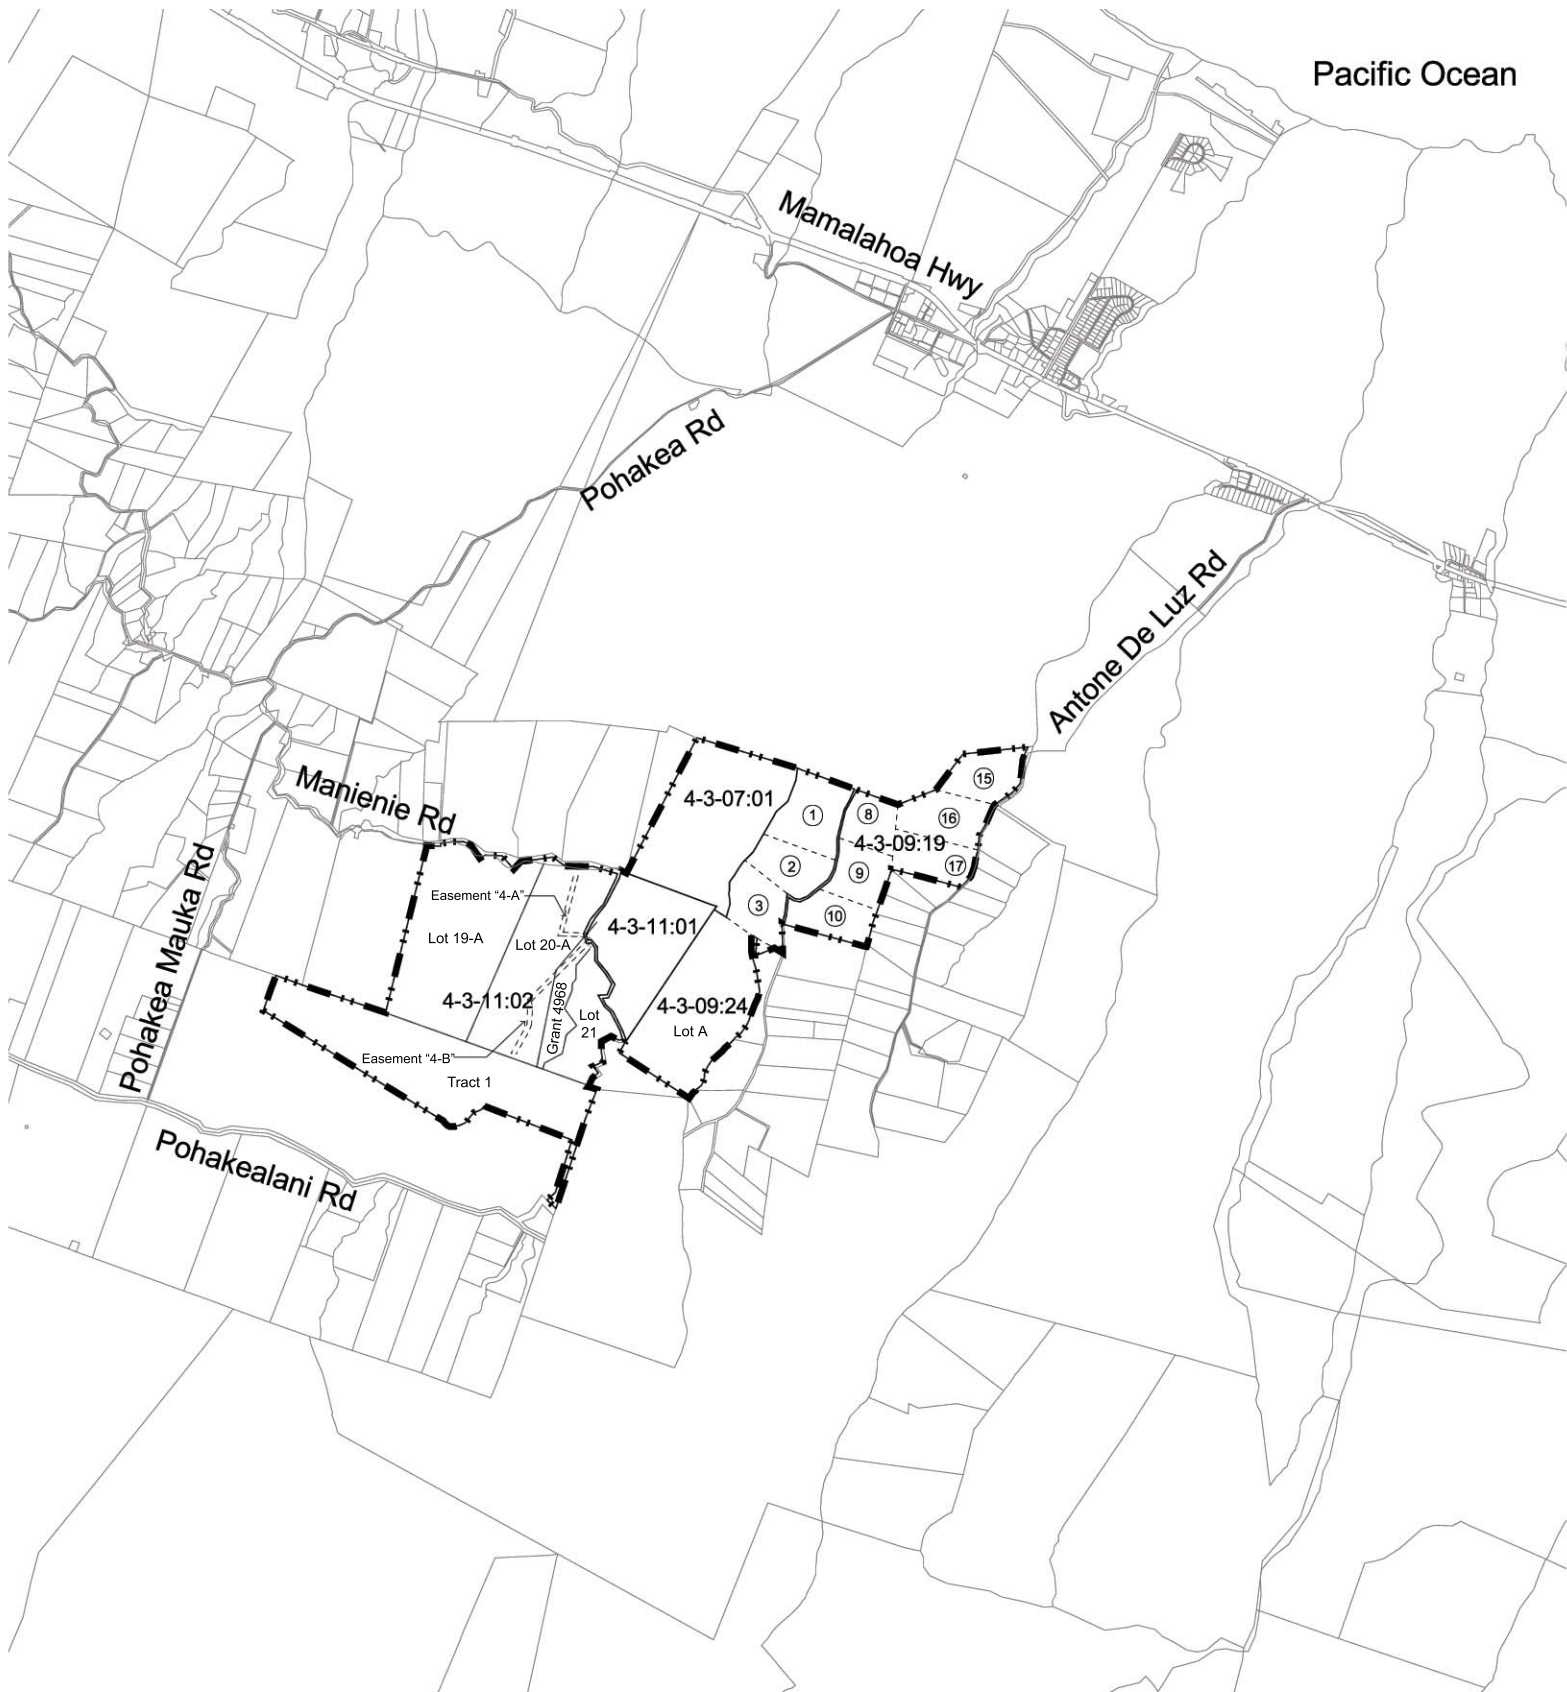 Pacific Ocean
Mamalahoa Hwy
Pohakea Rd
Antone De Luz Rd
Manienie Rd
Pohakea Mauka Rd
Pohakealani Rd
4-3-07:01
1
8
15
16
4-3-09:19
2
9
17
3
10
Easement "4-A"
Lot 19-A
Lot 20-A
4-3-11:01
4-3-11:02
Grant 4968
Lot
21
4-3-09:24
Lot A
Easement "4-B"
Tract 1